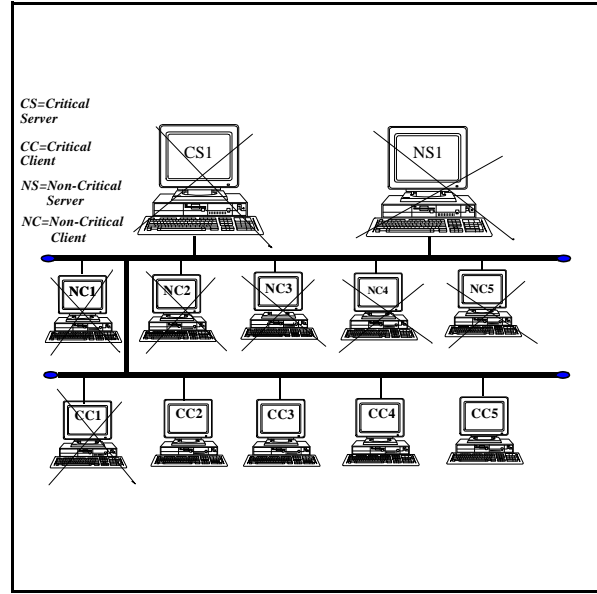 CS=Critical
Server
CC=Critical
Client
NS=Non-Critical
Server
NC=Non-Critical
Client
CS1
NS1
NC1
NC2
NC3
NC4
NC5
CC1
CC2
CC3
CC4
CC5